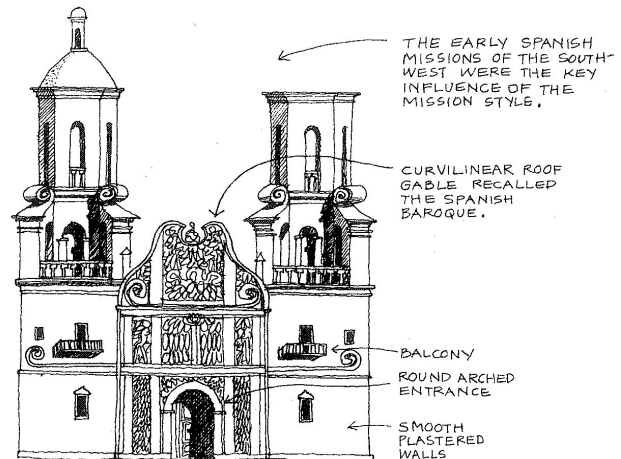 THE EARLY SPANISH
MISSIONS OF THE SOUTH-
WEST WERE THE KEY
INFLUENCE OF THE
MISSION STYLE.
CURVILINEAR ROOF
GABLE RECALLED
THE SPANISH
BAROQUE.
BALCONY
ROUND ARCHED
ENTRANCE
SMOOTH
PLASTERED
WALLS